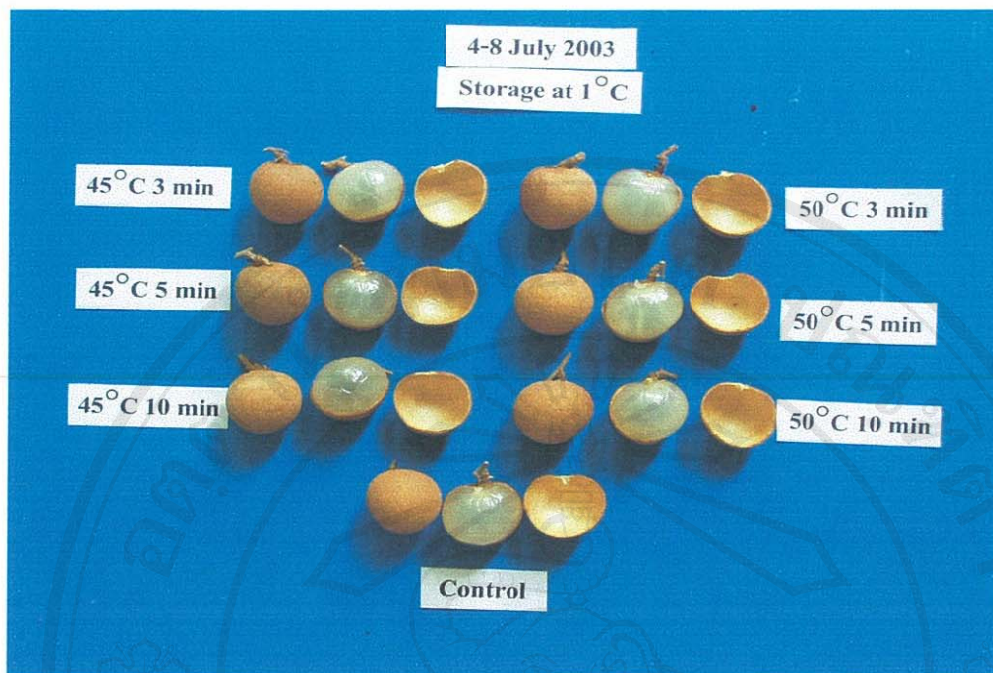 4-8 July 2003
Storage at 1°C
45°C 3 min
50°C 3 min
45°C 5 min
50°C 5 min
45°C 10 min
50°C 10 min
Control